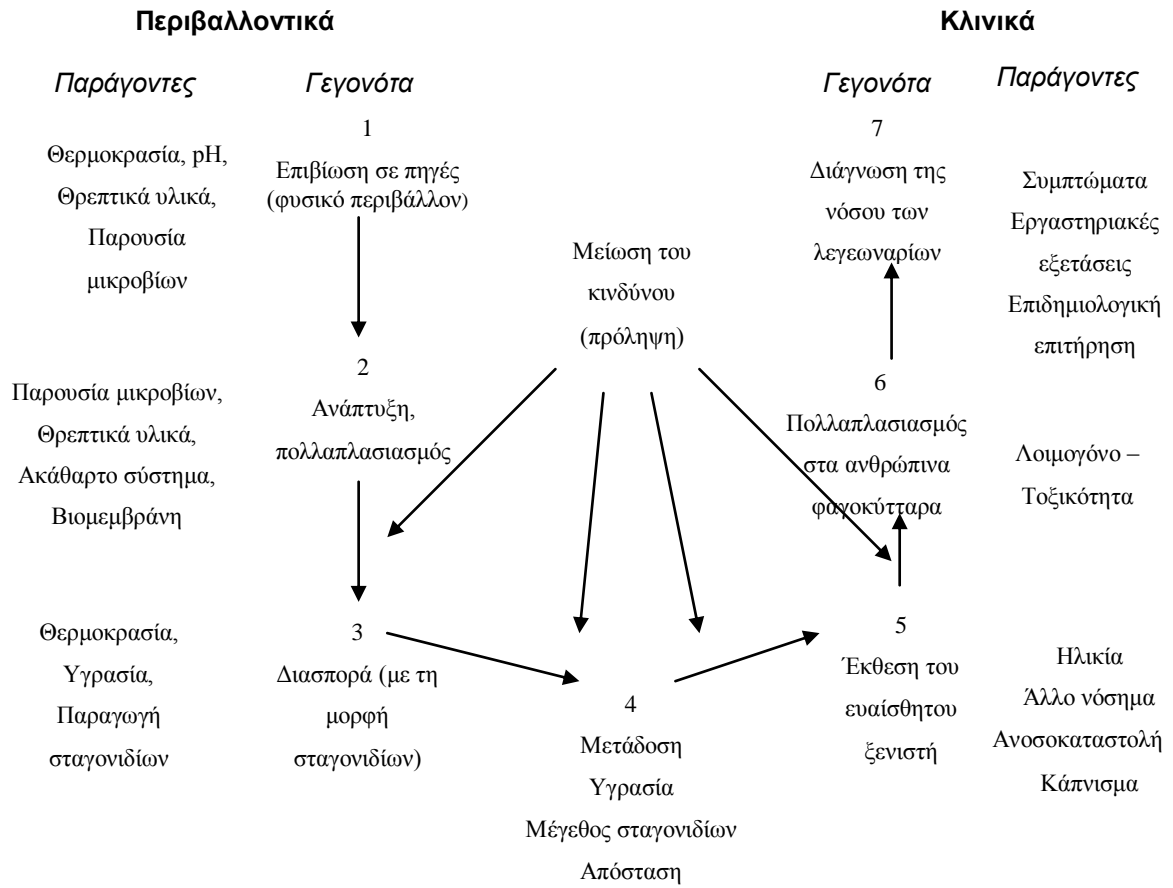 Περιβαλλοντικά
Κλινικά
Παράγοντες
Γεγονότα
Γεγονότα
Παράγοντες
Θερμοκρασία, pH,
Θρεπτικά υλικά,
Παρουσία
μικροβίων
1
Επιβίωση σε πηγές
(φυσικό περιβάλλον)
Μείωση του
κινδύνου
(πρόληψη)
7
Διάγνωση της
νόσου των
λεγεωναρίων
Συμπτώματα
Εργαστηριακές
εξετάσεις
Επιδημιολογική
επιτήρηση
Παρουσία μικροβίων,
Θρεπτικά υλικά,
Ακάθαρτο σύστημα,
Βιομεμβράνη
2
Ανάπτυξη,
πολλαπλασιασμός
6
Πολλαπλασιασμός
στα ανθρώπινα
φαγοκύτταρα
Λοιμογόνο –
Τοξικότητα
Θερμοκρασία,
Υγρασία,
Παραγωγή
σταγονιδίων
3
Διασπορά (με τη
μορφή
σταγονιδίων)
4
Μετάδοση
Υγρασία
Μέγεθος σταγονιδίων
Απόσταση
5
Έκθεση του
ευαίσθητου
ξενιστή
Ηλικία
Άλλο νόσημα
Ανοσοκαταστολή
Κάπνισμα